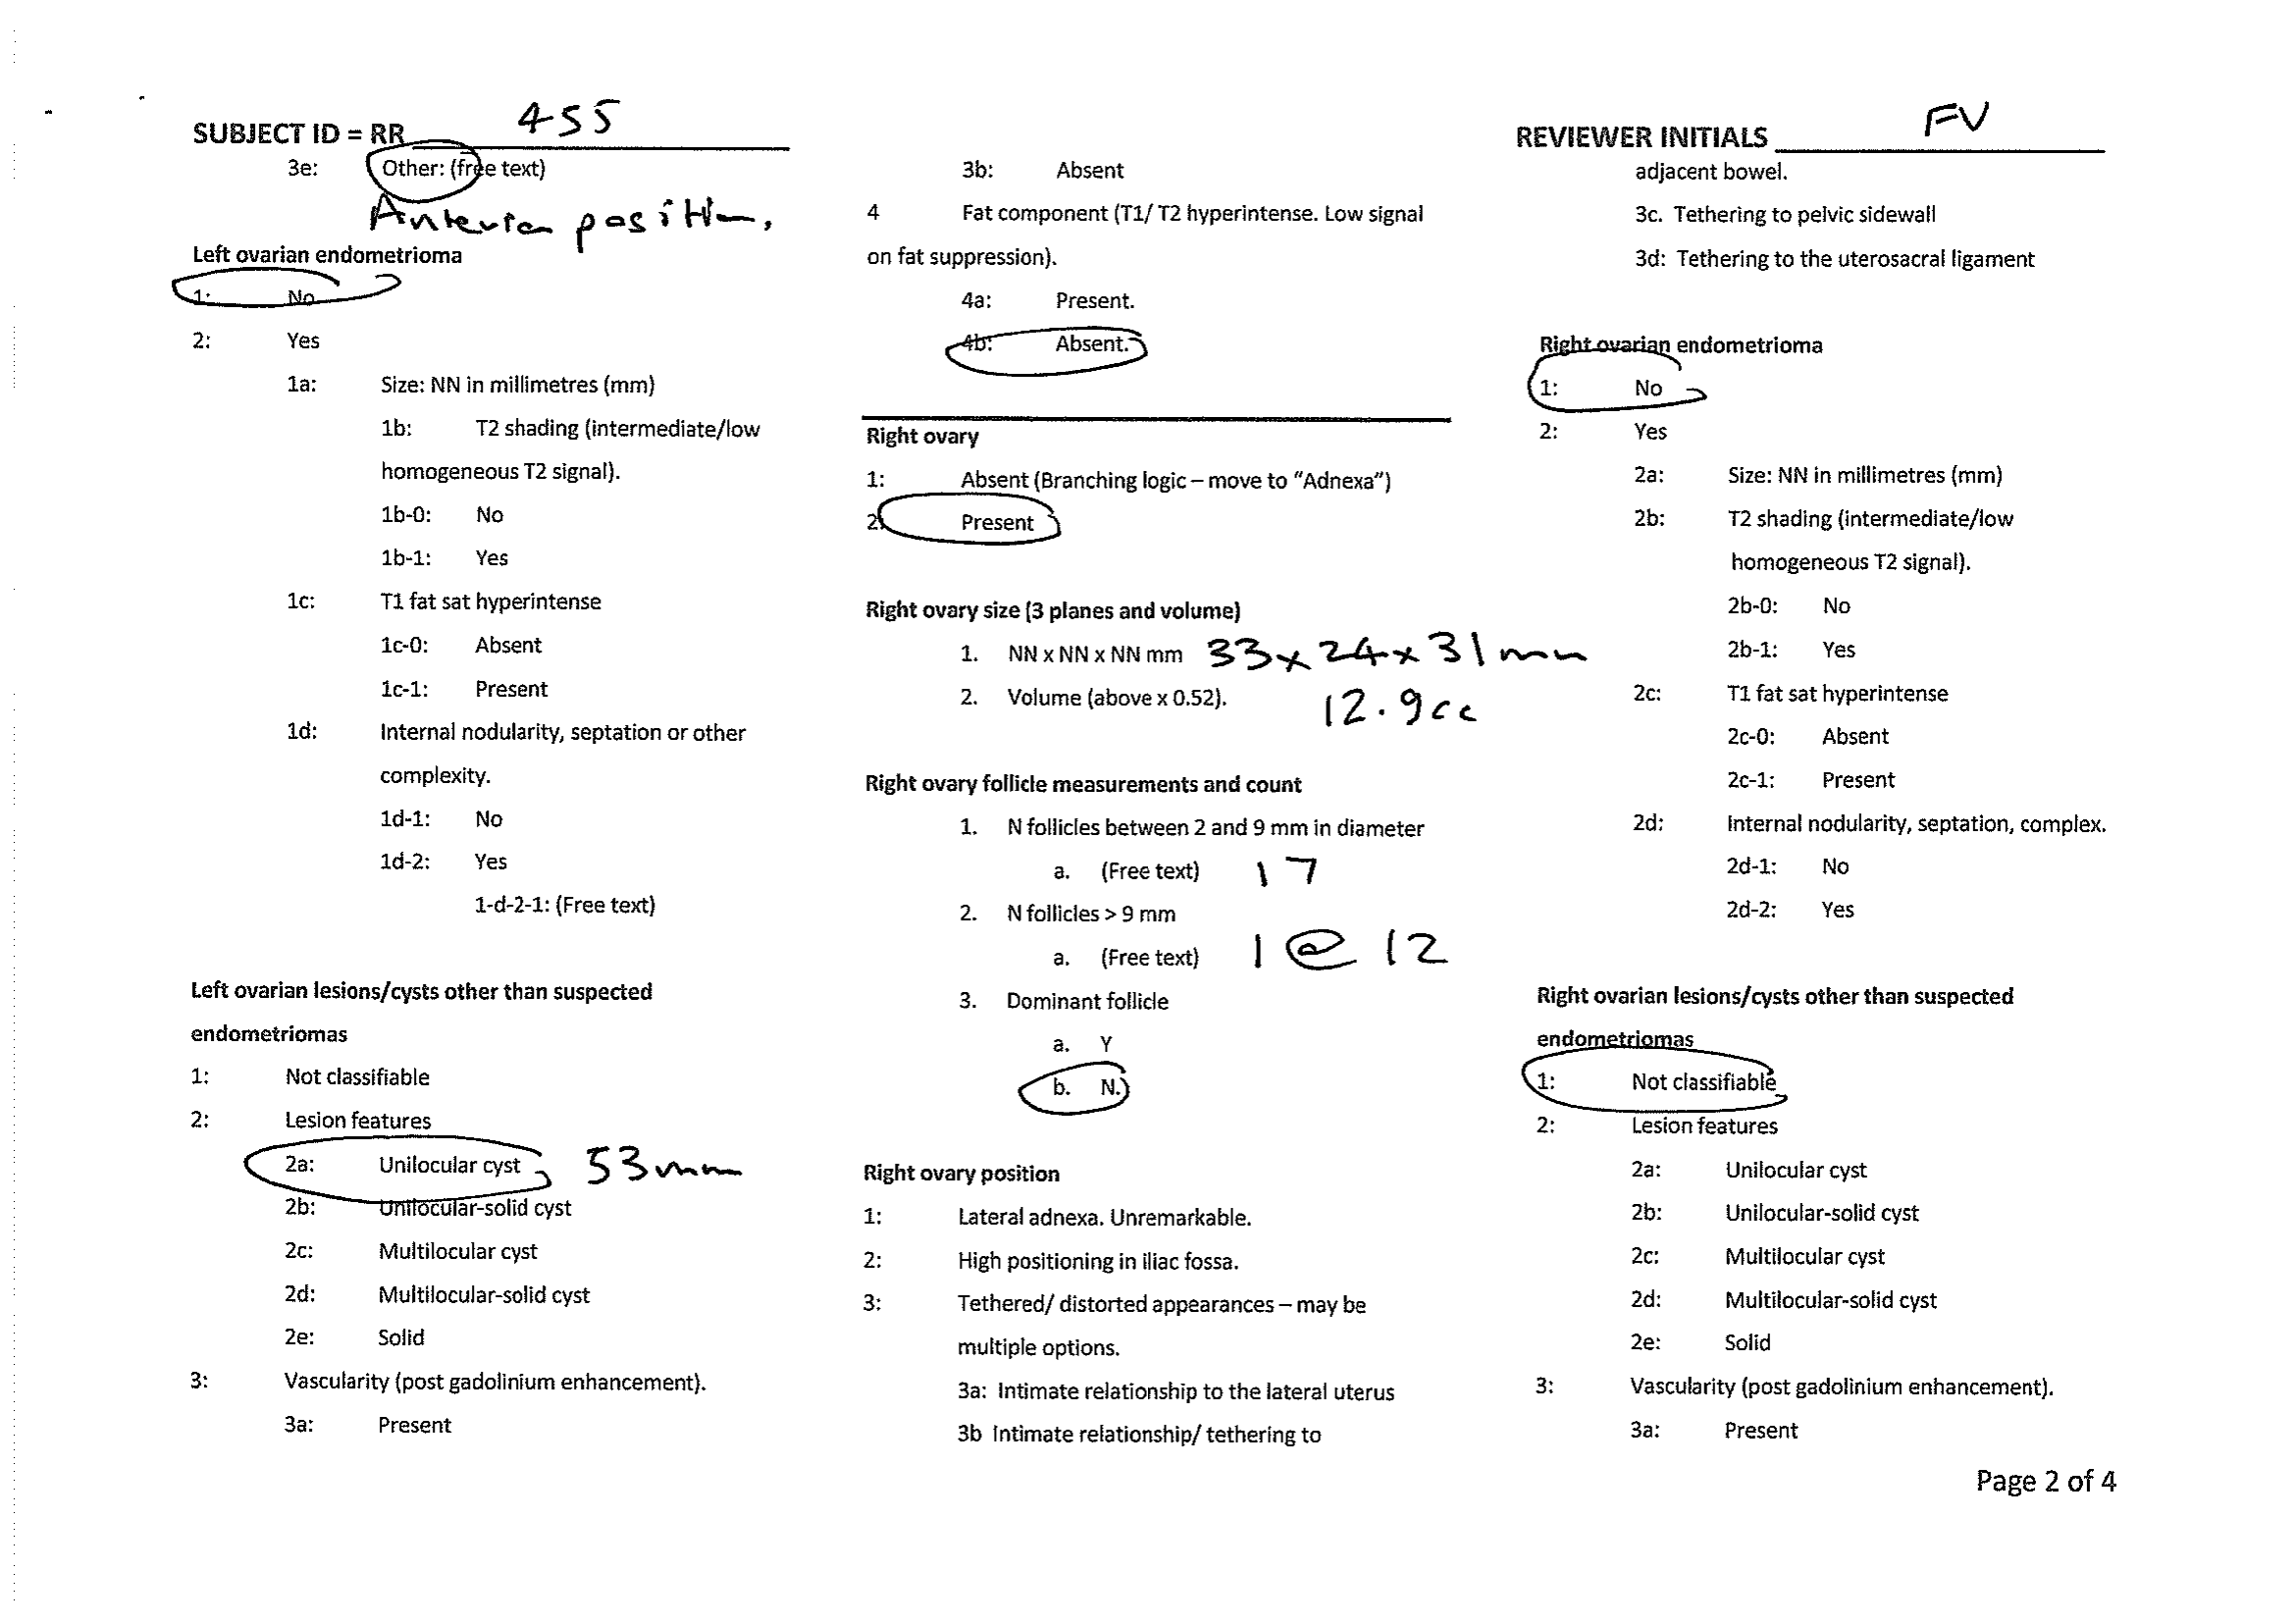 SUBJECT ID = RR 455
3e: Other: (free text)
Anterior position.
Left ovarian endometrioma
1: No
2: Yes
1a: Size: NN in millimetres (mm)
1b: T2 shading (intermediate/low
homogeneous T2 signal).
1b-0: No
1b-1: Yes
1c: T1 fat sat hyperintense
1c-0: Absent
1c-1: Present
1d: Internal nodularity, septation or other
complexity.
1d-1: No
1d-2: Yes
1-d-2-1: (Free text)
Left ovarian lesions/cysts other than suspected
endometriomas
1: Not classifiable
2: Lesion features
2a: Unilocular cyst 53mm
2b: Unilocular-solid cyst
2c: Multilocular cyst
2d: Multilocular-solid cyst
2e: Solid
3: Vascularity (post gadolinium enhancement).
3a: Present
3b: Absent
4 Fat component (T1/ T2 hyperintense. Low signal
on fat suppression).
4a: Present.
4b: Absent.
Right ovary
1: Absent (Branching logic – move to “Adnexa”)
2: Present
Right ovary size (3 planes and volume)
1. NN x NN x NN mm 33 x 24 x 31 mm
2. Volume (above x 0.52). 12.9cc
Right ovary follicle measurements and count
1. N follicles between 2 and 9 mm in diameter
a. (Free text) 17
2. N follicles > 9 mm
a. (Free text) 1 @ 12
3. Dominant follicle
a. Y
b. N.
Right ovary position
1: Lateral adnexa. Unremarkable.
2: High positioning in iliac fossa.
3: Tethered/ distorted appearances – may be
multiple options.
3a: Intimate relationship to the lateral uterus
3b Intimate relationship/ tethering to
REVIEWER INITIALS FV
adjacent bowel.
3c. Tethering to pelvic sidewall
3d: Tethering to the uterosacral ligament
Right ovarian endometrioma
1: No
2: Yes
2a: Size: NN in millimetres (mm)
2b: T2 shading (intermediate/low
homogeneous T2 signal).
2b-0: No
2b-1: Yes
2c: T1 fat sat hyperintense
2c-0: Absent
2c-1: Present
2d: Internal nodularity, septation, complex.
2d-1: No
2d-2: Yes
Right ovarian lesions/cysts other than suspected
endometriomas
1: Not classifiable
2: Lesion features
2a: Unilocular cyst
2b: Unilocular-solid cyst
2c: Multilocular cyst
2d: Multilocular-solid cyst
2e: Solid
3: Vascularity (post gadolinium enhancement).
3a: Present
Page 2 of 4